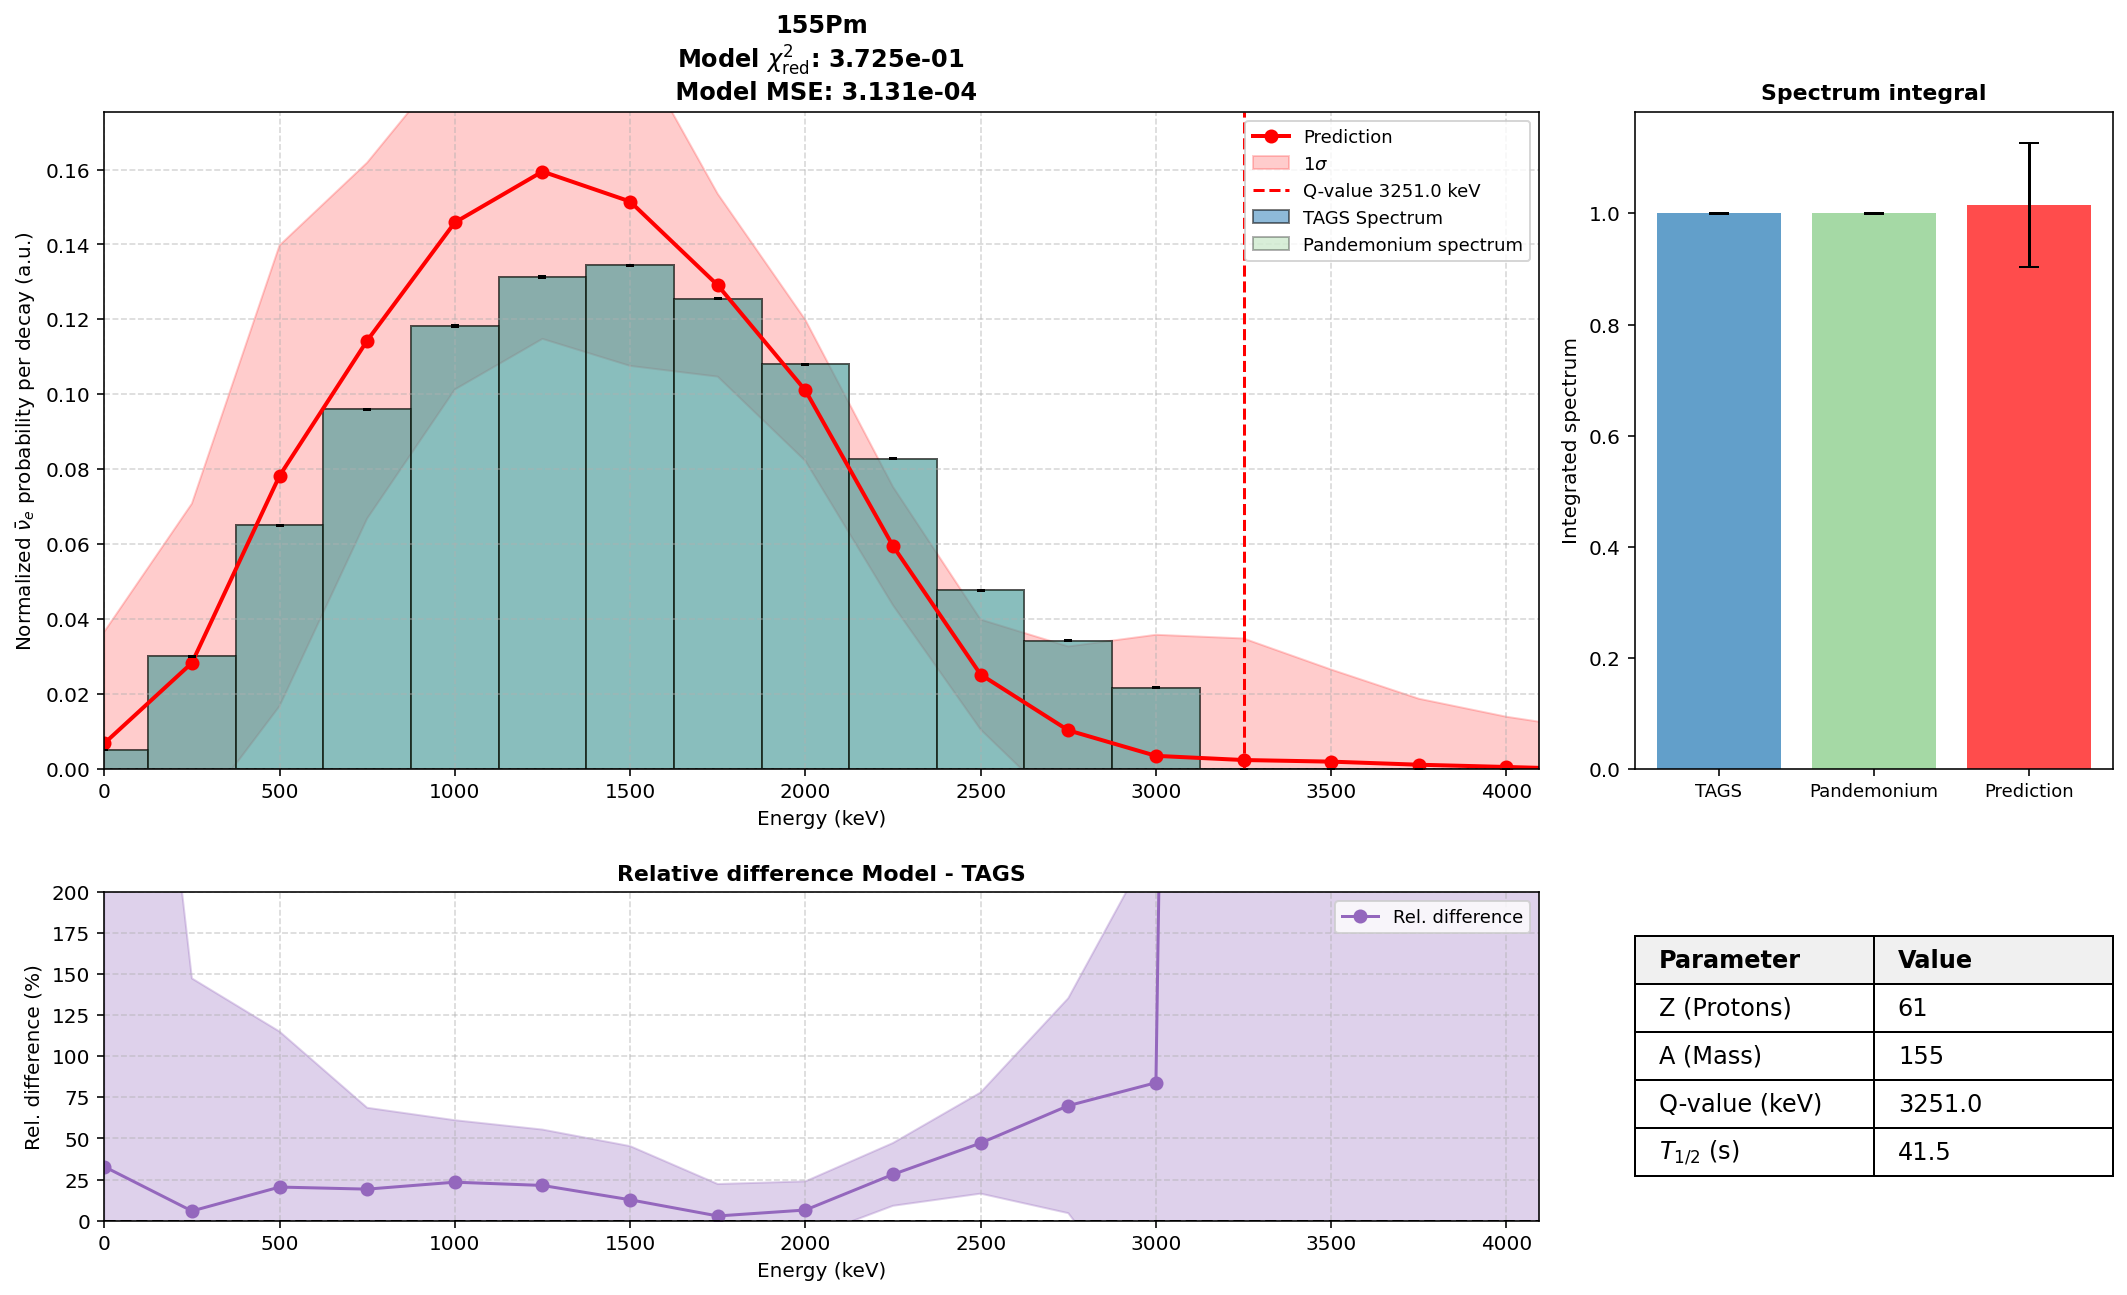 155Pm
Model χ²red: 3.725e-01
Model MSE: 3.131e-04
Normalized ν̄e probability per decay (a.u.)
0.16
0.14
0.12
0.10
0.08
0.06
0.04
0.02
0.00
0 500 1000 1500 2000 2500 3000 3500 4000
Energy (keV)
Prediction
1σ
Q-value 3251.0 keV
TAGS Spectrum
Pandemonium spectrum
Spectrum integral
Integrated spectrum
1.0
0.8
0.6
0.4
0.2
0.0
TAGS Pandemonium Prediction
Relative difference Model - TAGS
Rel. difference (%)
200
175
150
125
100
75
50
25
0
0 500 1000 1500 2000 2500 3000 3500 4000
Energy (keV)
Rel. difference
Parameter Value
Z (Protons) 61
A (Mass) 155
Q-value (keV) 3251.0
T1/2 (s) 41.5